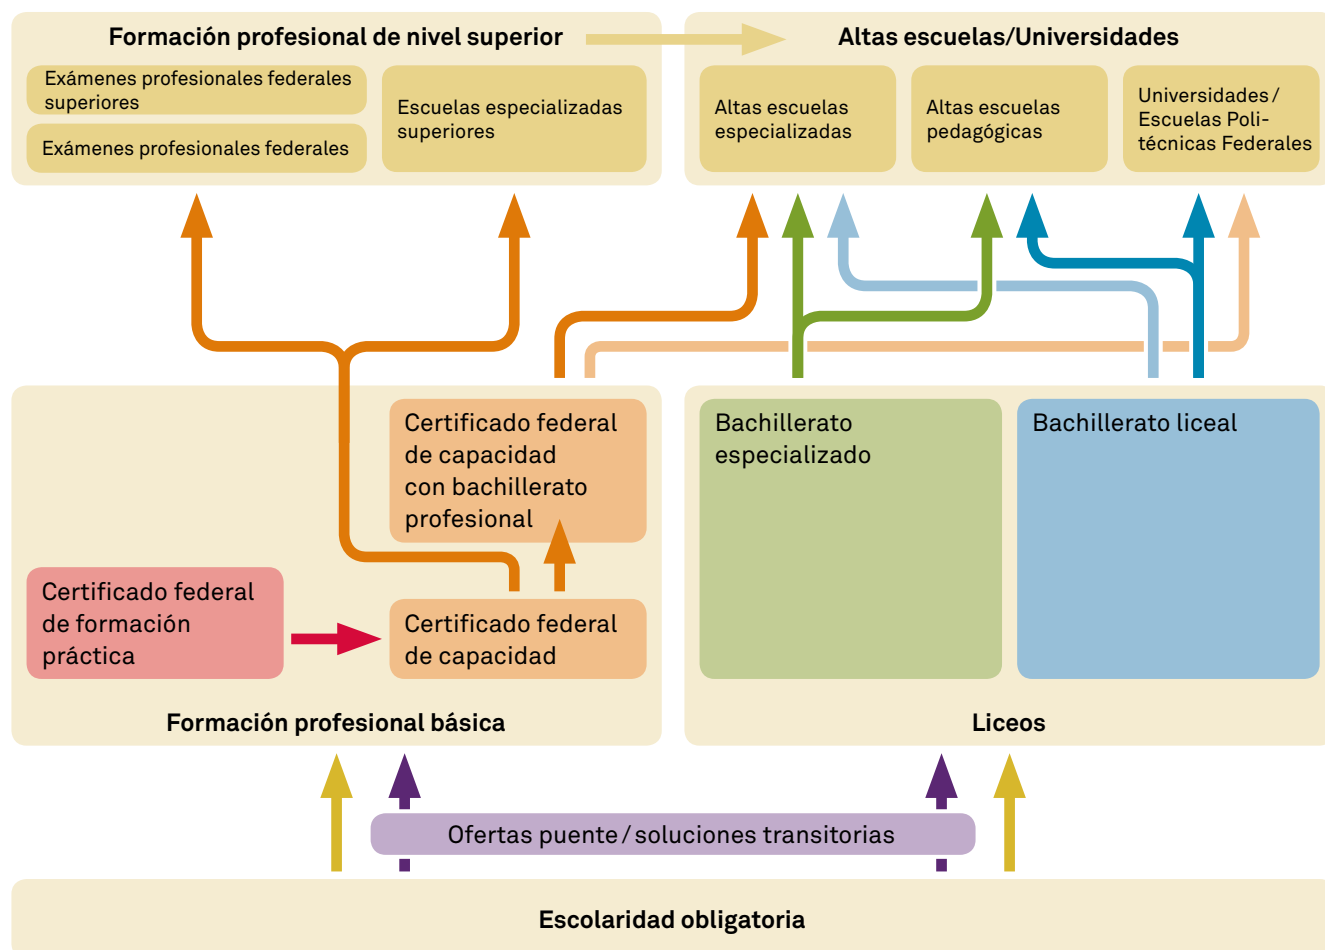 Formación profesional de nivel superior
Altas escuelas/Universidades
Exámenes profesionales federales
superiores
Exámenes profesionales federales
Escuelas especializadas
superiores
Altas escuelas
especializadas
Altas escuelas
pedagógicas
Universidades /
Escuelas Poli-
técnicas Federales
Certificado federal
de capacidad
con bachillerato
profesional
Certificado federal
de formación
práctica
Certificado federal
de capacidad
Formación profesional básica
Bachillerato
especializado
Bachillerato liceal
Liceos
Ofertas puente / soluciones transitorias
Escolaridad obligatoria